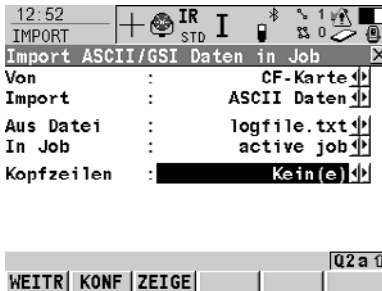 12:52
IMPORT
IR
STD
I
1
0
Import ASCII/GSI Daten in Job X
Von : CF-Karte
Import : ASCII Daten
Aus Datei : logfile.txt
In Job : active job
Kopfzeilen : Kein(e)
Q2a
WEITR KONF ZEIGE